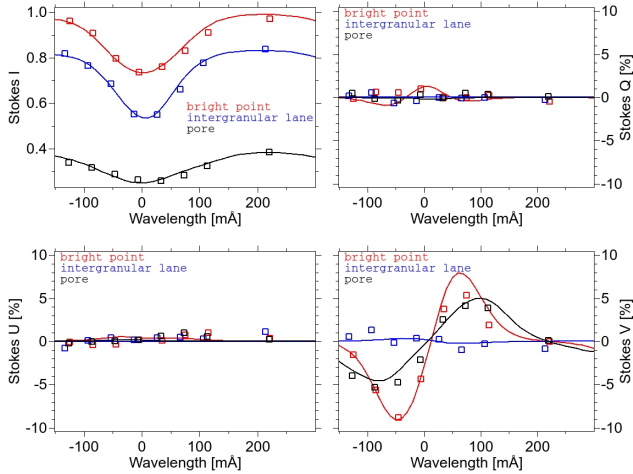 1.0
0.8
0.6
0.4
Stokes I
bright point
intergranular lane
pore
-100
0
100
200
Wavelength [mÅ]
bright point
intergranular lane
pore
10
5
0
-5
-10
Stokes Q [%]
-100
0
100
200
Wavelength [mÅ]
10
5
0
-5
-10
Stokes U [%]
bright point
intergranular lane
pore
-100
0
100
200
Wavelength [mÅ]
10
5
0
-5
-10
Stokes V [%]
bright point
intergranular lane
pore
-100
0
100
200
Wavelength [mÅ]